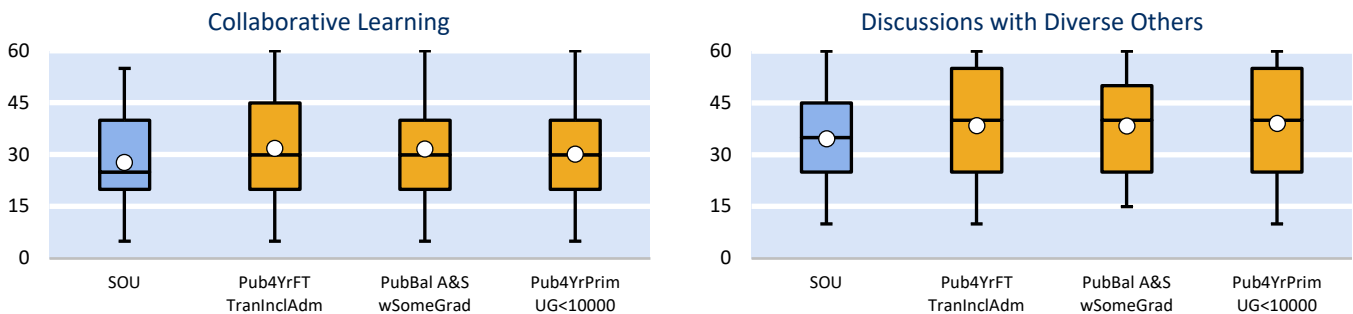 Collaborative Learning
60
45
30
15
0
SOU
Pub4YrFT
TranInclAdm
PubBal A&S
wSomeGrad
Pub4YrPrim
UG<10000
Discussions with Diverse Others
60
45
30
15
0
SOU
Pub4YrFT
TranInclAdm
PubBal A&S
wSomeGrad
Pub4YrPrim
UG<10000